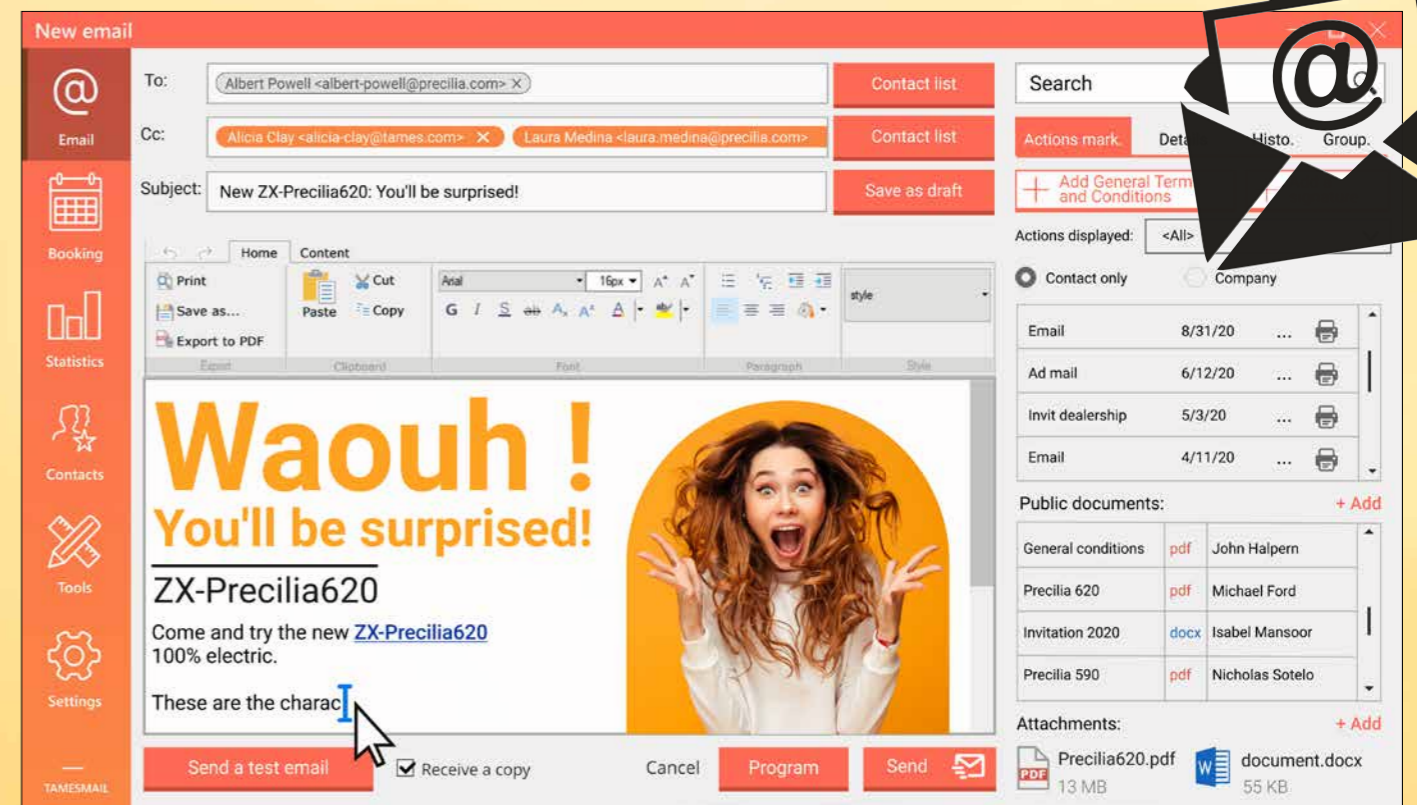 New email
@
Email
Booking
Statistics
Contacts
Tools
Settings
TAMESMAIL
To:
Albert Powell <albert-powell@precilia.com> X
Contact list
Cc:
Alicia Clay <alicia-clay@tames.com> X
Laura Medina <laura.medina@precilia.com>
Contact list
Subject:
New ZX-Precilia620: You'll be surprised!
Save as draft
Home
Content
Print
Save as...
Export to PDF
Export
Paste
Cut
Copy
Clipboard
Arial
16px
A A
G I S ab A A A ab
Font
Paragraph
style
Style
Waouh !
You'll be surprised!
ZX-Precilia620
Come and try the new ZX-Precilia620
100% electric.
These are the charac
Send a test email
Receive a copy
Cancel
Program
Send
@
Search
Actions mark.
Histo.
Group.
Add General
and Conditions
Actions displayed:
<All>
Contact only
Company
Email 8/31/20 ...
Ad mail 6/12/20 ...
Invit dealership 5/3/20 ...
Email 4/11/20 ...
Public documents:
+ Add
General conditions pdf John Halpern
Precilia 620 pdf Michael Ford
Invitation 2020 docx Isabel Mansoor
Precilia 590 pdf Nicholas Sotelo
Attachments:
+ Add
PDF
Precilia620.pdf
13 MB
W
document.docx
55 KB